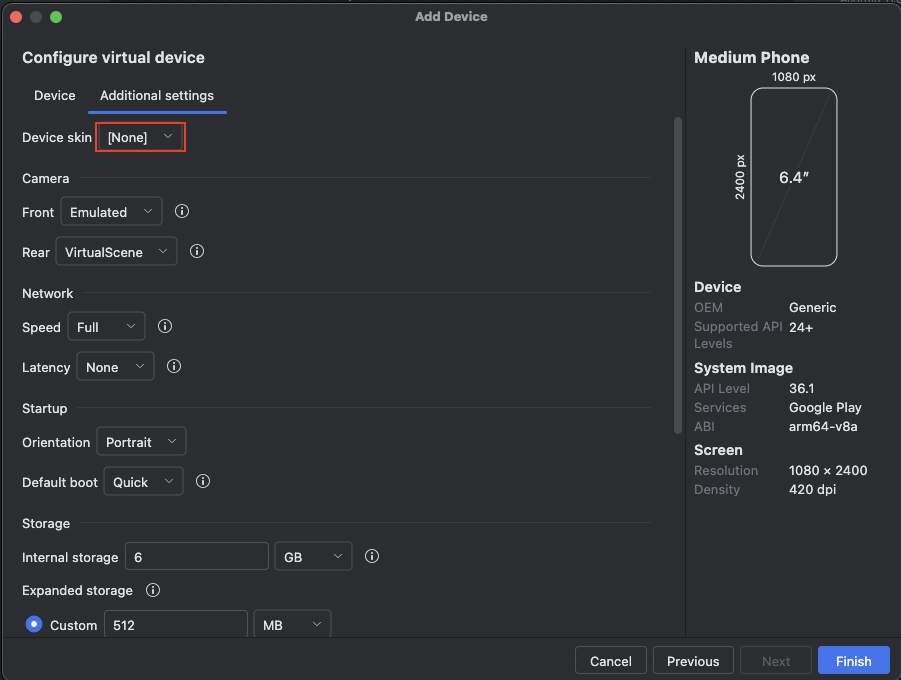 Add Device
Configure virtual device
Device Additional settings
Device skin [None]
Camera
Front Emulated
Rear VirtualScene
Network
Speed Full
Latency None
Startup
Orientation Portrait
Default boot Quick
Storage
Internal storage 6 GB
Expanded storage
Custom 512 MB
Medium Phone
1080 px
2400 px
6.4″
Device
OEM Generic
Supported API Levels 24+
System Image
API Level 36.1
Services Google Play
ABI arm64-v8a
Screen
Resolution 1080 × 2400
Density 420 dpi
Cancel Previous Next Finish